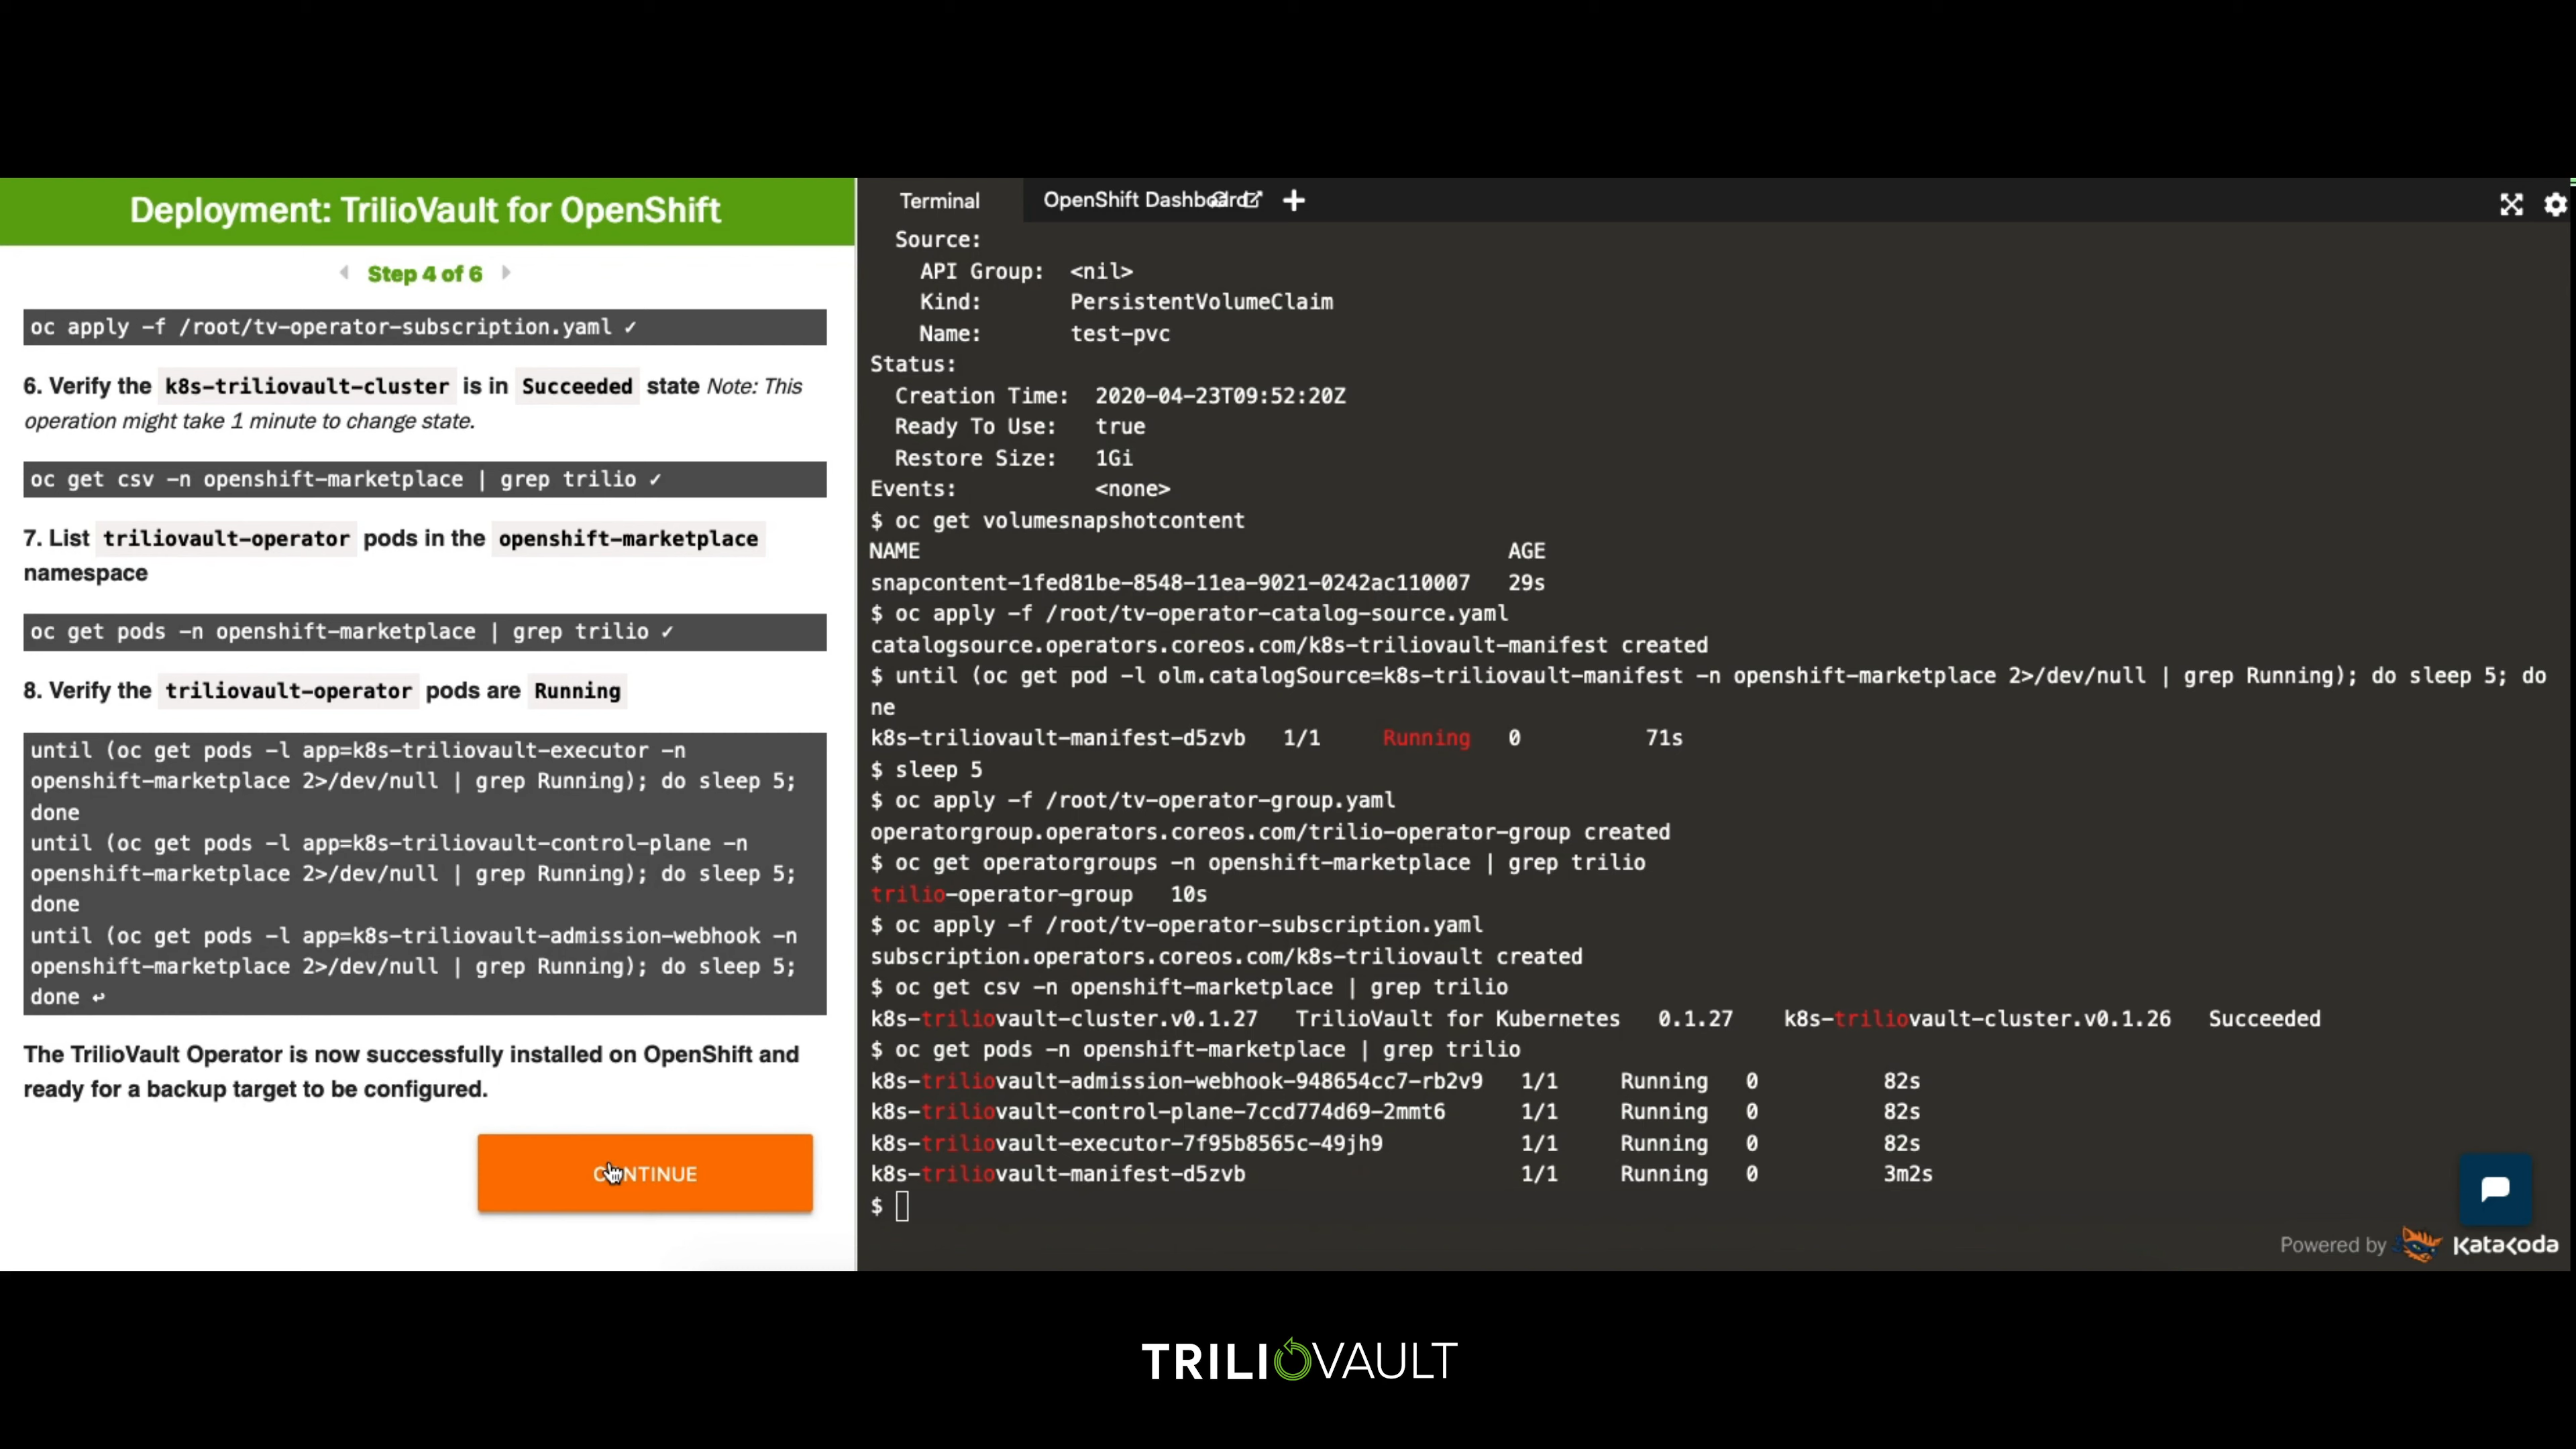 Deployment: TrilioVault for OpenShift
Step 4 of 6
oc apply -f /root/tv-operator-subscription.yaml ✓
6. Verify the k8s-triliovault-cluster is in Succeeded state Note: This
operation might take 1 minute to change state.
oc get csv -n openshift-marketplace | grep trilio ✓
7. List triliovault-operator pods in the openshift-marketplace
namespace
oc get pods -n openshift-marketplace | grep trilio ✓
8. Verify the triliovault-operator pods are Running
until (oc get pods -l app=k8s-triliovault-executor -n
openshift-marketplace 2>/dev/null | grep Running); do sleep 5;
done
until (oc get pods -l app=k8s-triliovault-control-plane -n
openshift-marketplace 2>/dev/null | grep Running); do sleep 5;
done
until (oc get pods -l app=k8s-triliovault-admission-webhook -n
openshift-marketplace 2>/dev/null | grep Running); do sleep 5;
done ↩
The TrilioVault Operator is now successfully installed on OpenShift and
ready for a backup target to be configured.
CONTINUE
Terminal OpenShift Dashboard +
Source:
API Group: <nil>
Kind: PersistentVolumeClaim
Name: test-pvc
Status:
Creation Time: 2020-04-23T09:52:20Z
Ready To Use: true
Restore Size: 1Gi
Events: <none>
$ oc get volumesnapshotcontent
NAME AGE
snapcontent-1fed81be-8548-11ea-9021-0242ac110007 29s
$ oc apply -f /root/tv-operator-catalog-source.yaml
catalogsource.operators.coreos.com/k8s-triliovault-manifest created
$ until (oc get pod -l olm.catalogSource=k8s-triliovault-manifest -n openshift-marketplace 2>/dev/null | grep Running); do sleep 5; do
ne
k8s-triliovault-manifest-d5zvb 1/1 Running 0 71s
$ sleep 5
$ oc apply -f /root/tv-operator-group.yaml
operatorgroup.operators.coreos.com/trilio-operator-group created
$ oc get operatorgroups -n openshift-marketplace | grep trilio
trilio-operator-group 10s
$ oc apply -f /root/tv-operator-subscription.yaml
subscription.operators.coreos.com/k8s-triliovault created
$ oc get csv -n openshift-marketplace | grep trilio
k8s-triliovault-cluster.v0.1.27 TrilioVault for Kubernetes 0.1.27 k8s-triliovault-cluster.v0.1.26 Succeeded
$ oc get pods -n openshift-marketplace | grep trilio
k8s-triliovault-admission-webhook-948654cc7-rb2v9 1/1 Running 0 82s
k8s-triliovault-control-plane-7ccd774d69-2mmt6 1/1 Running 0 82s
k8s-triliovault-executor-7f95b8565c-49jh9 1/1 Running 0 82s
k8s-triliovault-manifest-d5zvb 1/1 Running 0 3m2s
$
Powered by Katakoda
TRILIOVAULT